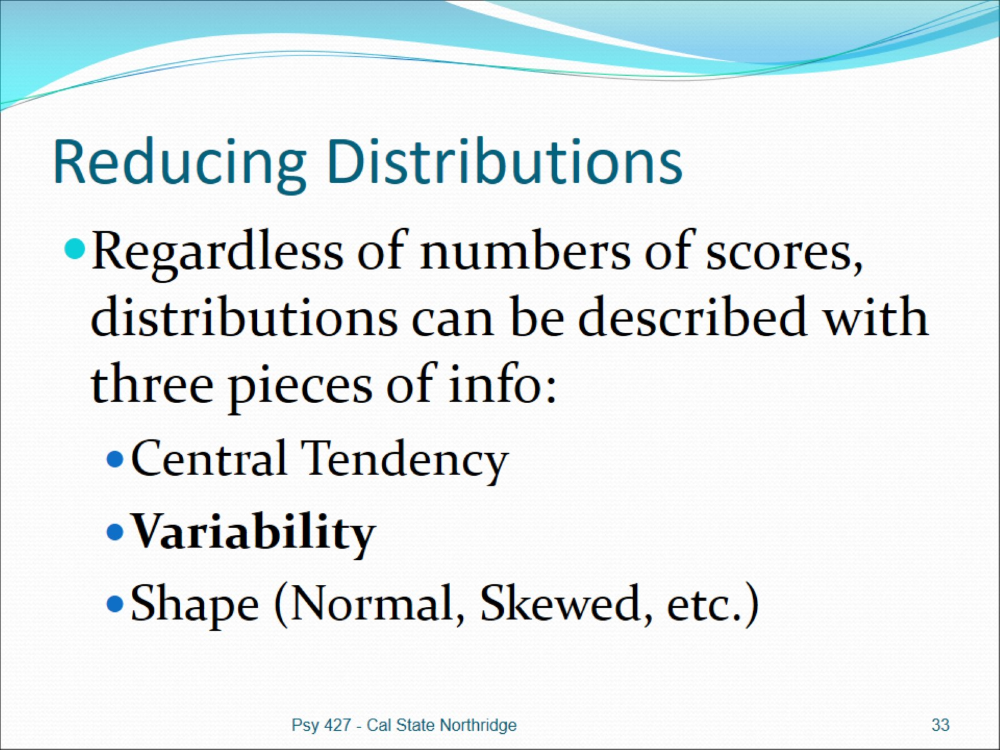 Reducing Distributions
•Regardless of numbers of scores,
distributions can be described with
three pieces of info:
•Central Tendency
•Variability
•Shape (Normal, Skewed, etc.)
Psy 427 - Cal State Northridge
33